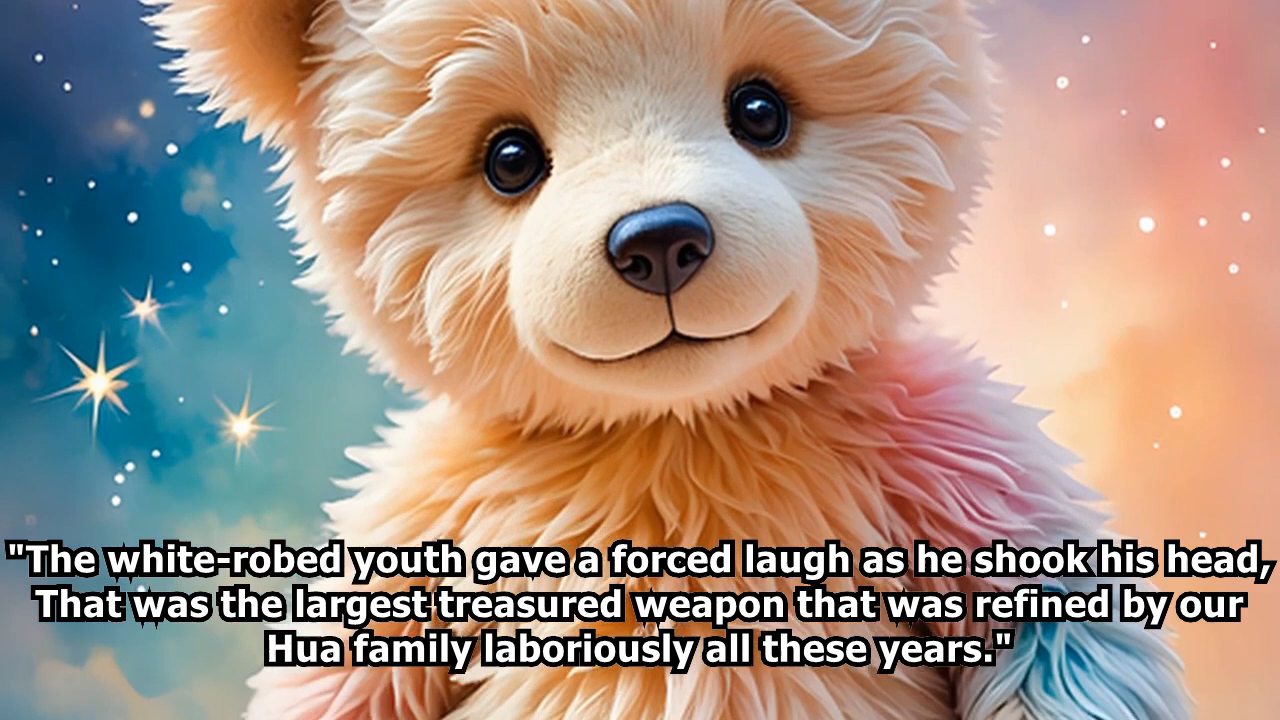 "The white-robed youth gave a forced laugh as he shook his head,
That was the largest treasured weapon that was refined by our
Hua family laboriously all these years."